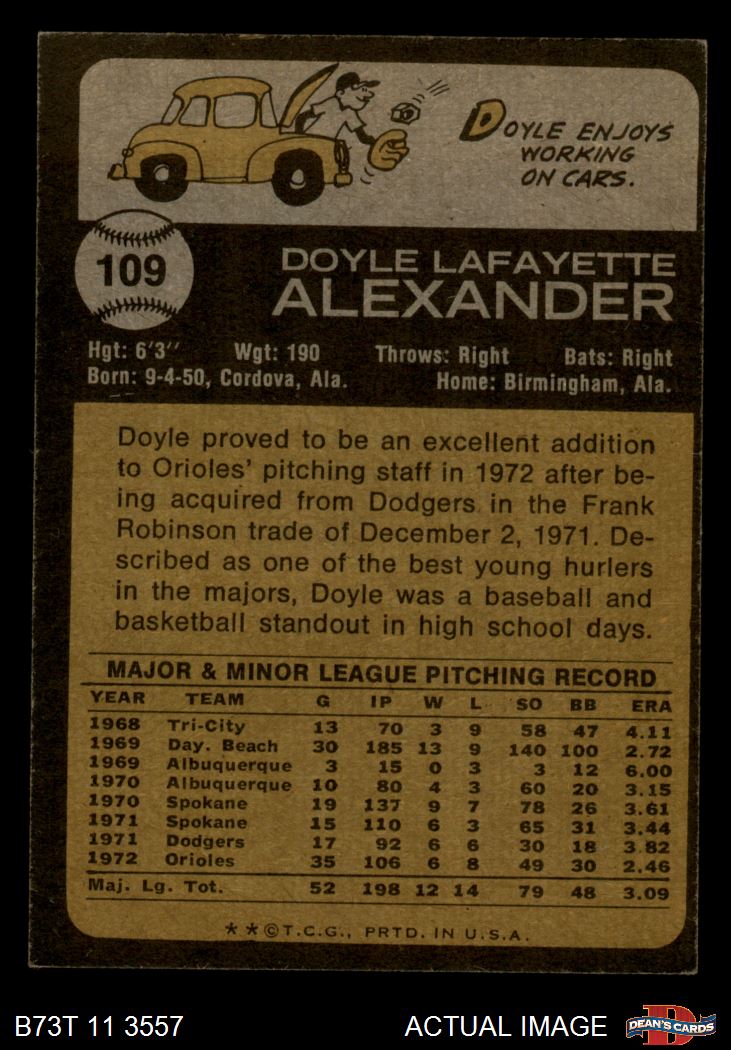 DOYLE ENJOYS
WORKING
ON CARS.
109
DOYLE LAFAYETTE
ALEXANDER
Hgt: 6'3" Wgt: 190 Throws: Right Bats: Right
Born: 9-4-50, Cordova, Ala. Home: Birmingham, Ala.
Doyle proved to be an excellent addition
to Orioles' pitching staff in 1972 after be-
ing acquired from Dodgers in the Frank
Robinson trade of December 2, 1971. De-
scribed as one of the best young hurlers
in the majors, Doyle was a baseball and
basketball standout in high school days.
MAJOR & MINOR LEAGUE PITCHING RECORD
YEAR TEAM G IP W L SO BB ERA
1968 Tri-City 13 70 3 9 58 47 4.11
1969 Day. Beach 30 185 13 9 140 100 2.72
1969 Albuquerque 3 15 0 3 3 12 6.00
1970 Albuquerque 10 80 4 3 60 20 3.15
1970 Spokane 19 137 9 7 78 26 3.61
1971 Spokane 15 110 6 3 65 31 3.44
1971 Dodgers 17 92 6 6 30 18 3.82
1972 Orioles 35 106 6 8 49 30 2.46
Maj. Lg. Tot. 52 198 12 14 79 48 3.09
**©T.C.G., PRTD. IN U.S.A.
B73T 11 3557 ACTUAL IMAGE DEAN'S CARDS